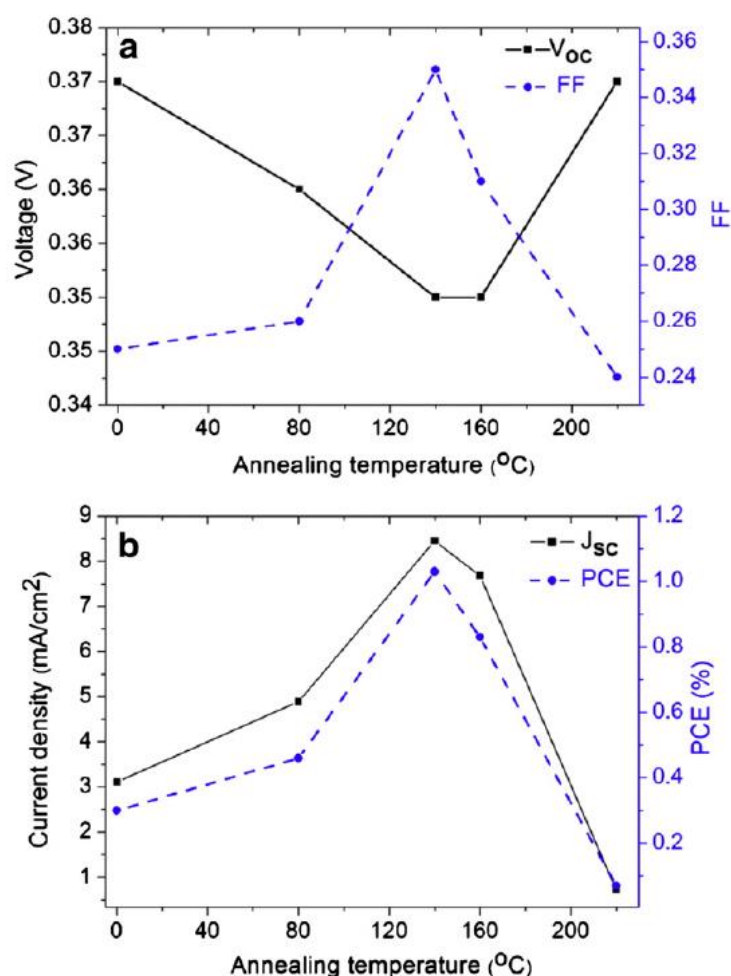 a
V_OC
FF
0.38
0.37
0.37
0.36
0.36
0.35
0.35
0.34
Voltage (V)
0.36
0.34
0.32
0.30
0.28
0.26
0.24
FF
0 40 80 120 160 200
Annealing temperature (°C)
b
J_SC
PCE
9
8
7
6
5
4
3
2
1
Current density (mA/cm²)
1.2
1.0
0.8
0.6
0.4
0.2
PCE (%)
0 40 80 120 160 200
Annealing temperature (°C)